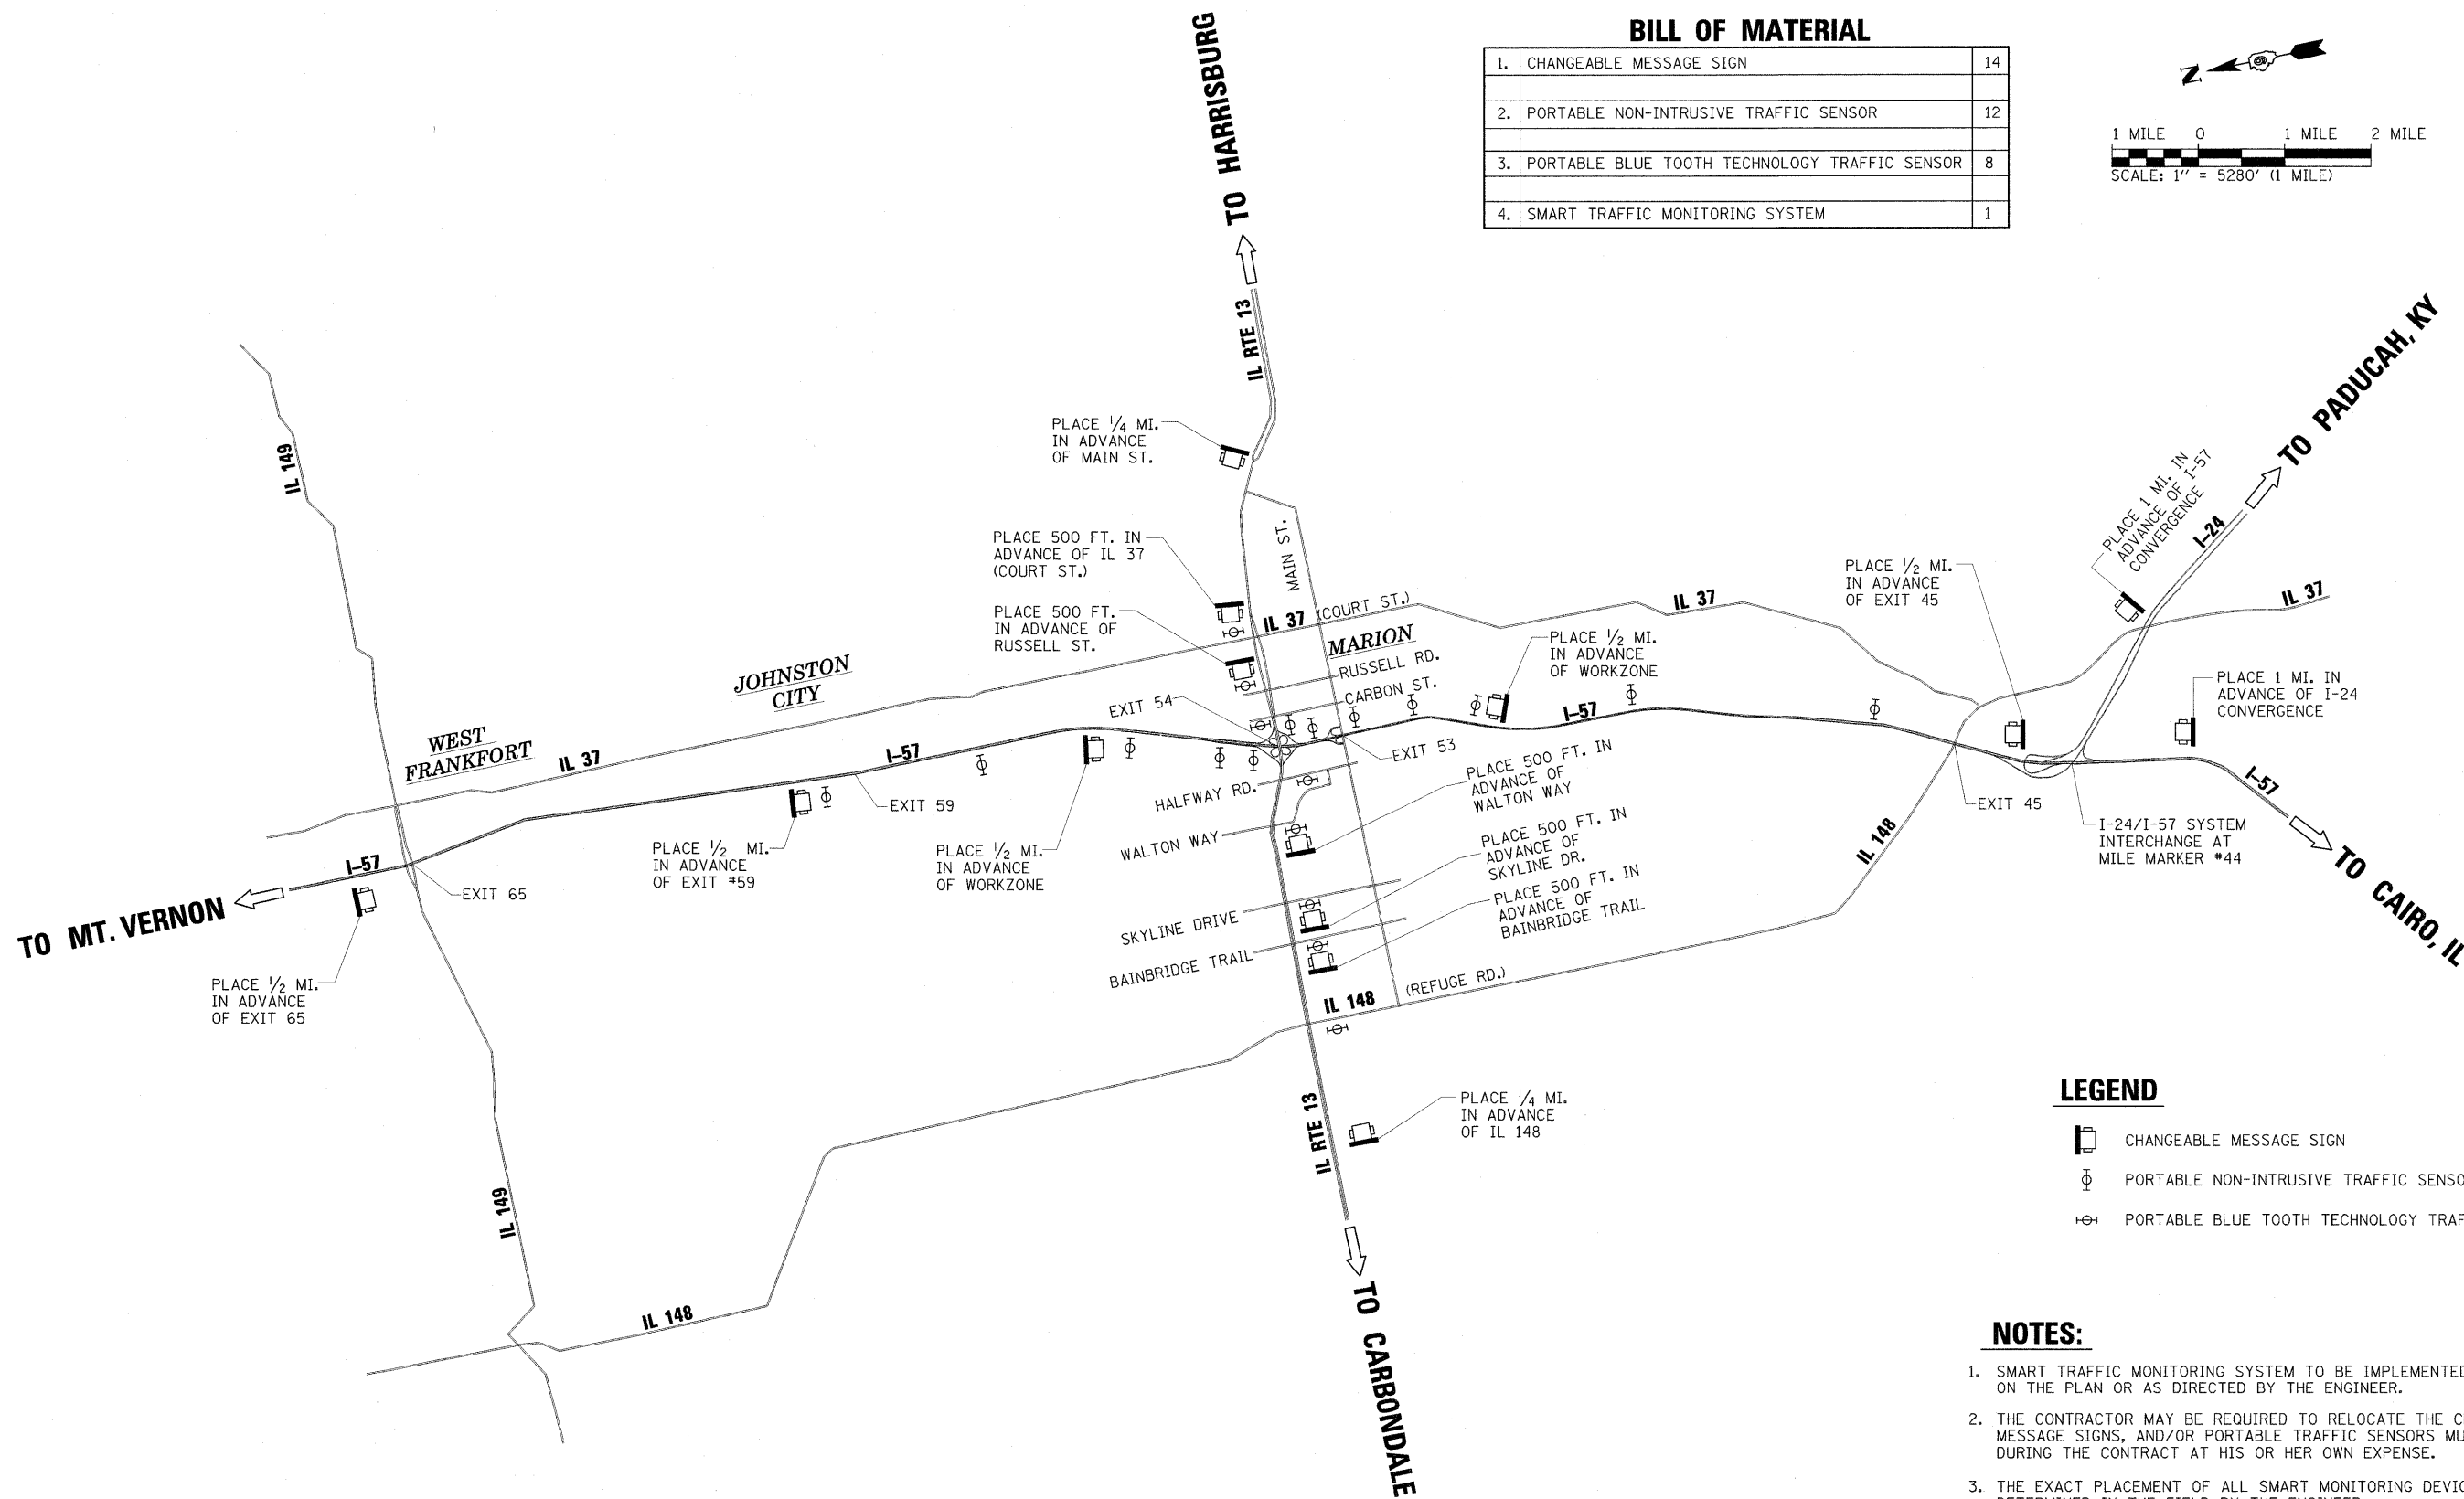 BILL OF MATERIAL
1. CHANGEABLE MESSAGE SIGN 14
2. PORTABLE NON-INTRUSIVE TRAFFIC SENSOR 12
3. PORTABLE BLUE TOOTH TECHNOLOGY TRAFFIC SENSOR 8
4. SMART TRAFFIC MONITORING SYSTEM 1
N
1 MILE 0 1 MILE 2 MILE
SCALE: 1" = 5280' (1 MILE)
TO HARRISBURG
IL RTE 13
PLACE 1/4 MI.
IN ADVANCE
OF MAIN ST.
PLACE 500 FT. IN
ADVANCE OF IL 37
(COURT ST.)
PLACE 500 FT.
IN ADVANCE OF
RUSSELL ST.
MAIN ST.
IL 37 (COURT ST.)
MARION
RUSSELL RD.
CARBON ST.
EXIT 54
EXIT 53
IL 149
WEST
FRANKFORT
JOHNSTON
CITY
IL 37
I-57
EXIT 59
I-57
EXIT 65
TO MT. VERNON
PLACE 1/2 MI.
IN ADVANCE
OF EXIT 65
PLACE 1/2 MI.
IN ADVANCE
OF EXIT #59
PLACE 1/2 MI.
IN ADVANCE
OF WORKZONE
HALFWAY RD.
WALTON WAY
SKYLINE DRIVE
BAINBRIDGE TRAIL
PLACE 1/2 MI.
IN ADVANCE
OF WORKZONE
I-57
IL 37
PLACE 500 FT. IN
ADVANCE OF
WALTON WAY
PLACE 500 FT. IN
ADVANCE OF
SKYLINE DR.
PLACE 500 FT. IN
ADVANCE OF
BAINBRIDGE TRAIL
IL 148 (REFUGE RD.)
PLACE 1/2 MI.
IN ADVANCE
OF EXIT 45
PLACE 1 MI. IN
ADVANCE OF I-57
CONVERGENCE
I-24
TO PADUCAH, KY
IL 37
PLACE 1 MI. IN
ADVANCE OF I-24
CONVERGENCE
I-57
EXIT 45
I-24/I-57 SYSTEM
INTERCHANGE AT
MILE MARKER #44
IL 148
TO CAIRO, IL
IL RTE 13
PLACE 1/4 MI.
IN ADVANCE
OF IL 148
TO CARBONDALE
IL 149
IL 148
LEGEND
CHANGEABLE MESSAGE SIGN
PORTABLE NON-INTRUSIVE TRAFFIC SENSO
PORTABLE BLUE TOOTH TECHNOLOGY TRAF
NOTES:
1. SMART TRAFFIC MONITORING SYSTEM TO BE IMPLEMENTED
ON THE PLAN OR AS DIRECTED BY THE ENGINEER.
2. THE CONTRACTOR MAY BE REQUIRED TO RELOCATE THE C
MESSAGE SIGNS, AND/OR PORTABLE TRAFFIC SENSORS MU
DURING THE CONTRACT AT HIS OR HER OWN EXPENSE.
3. THE EXACT PLACEMENT OF ALL SMART MONITORING DEVIC
DETERMINED IN THE FIELD BY THE ENGINEER